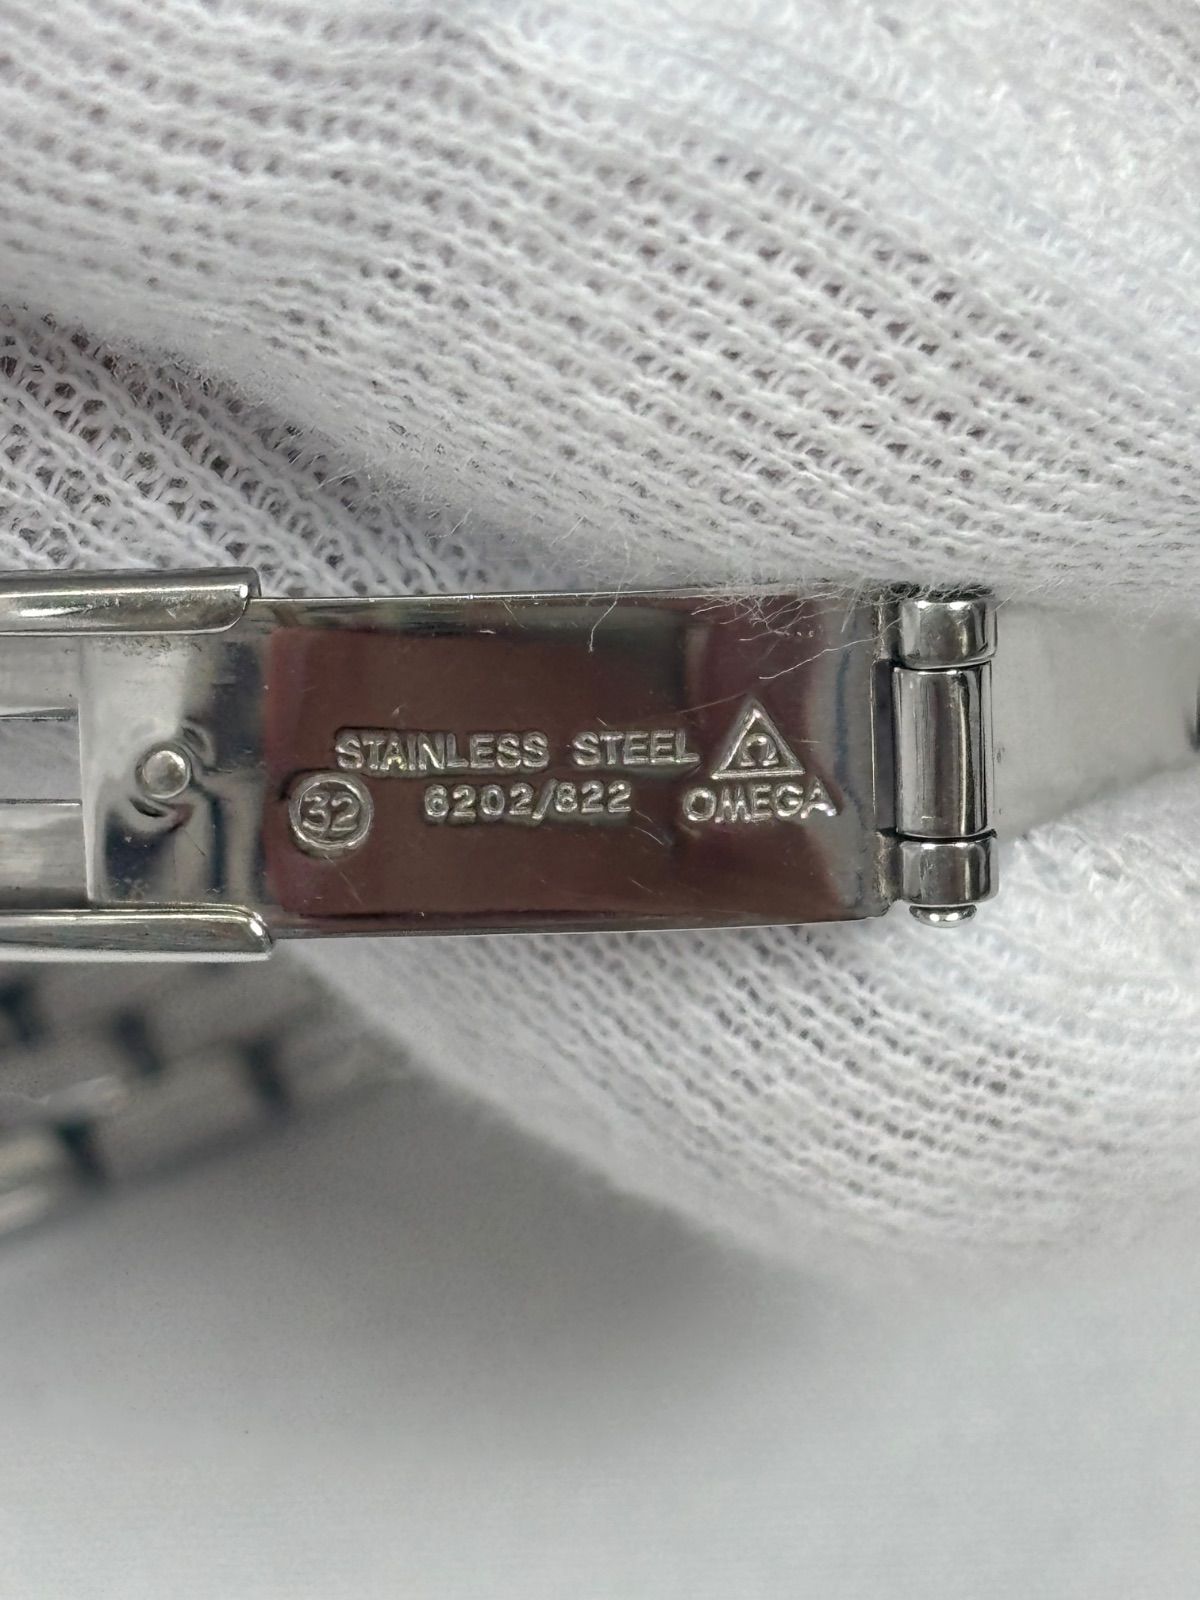 STAINLESS STEEL Ω
32 6202/822 OMEGA